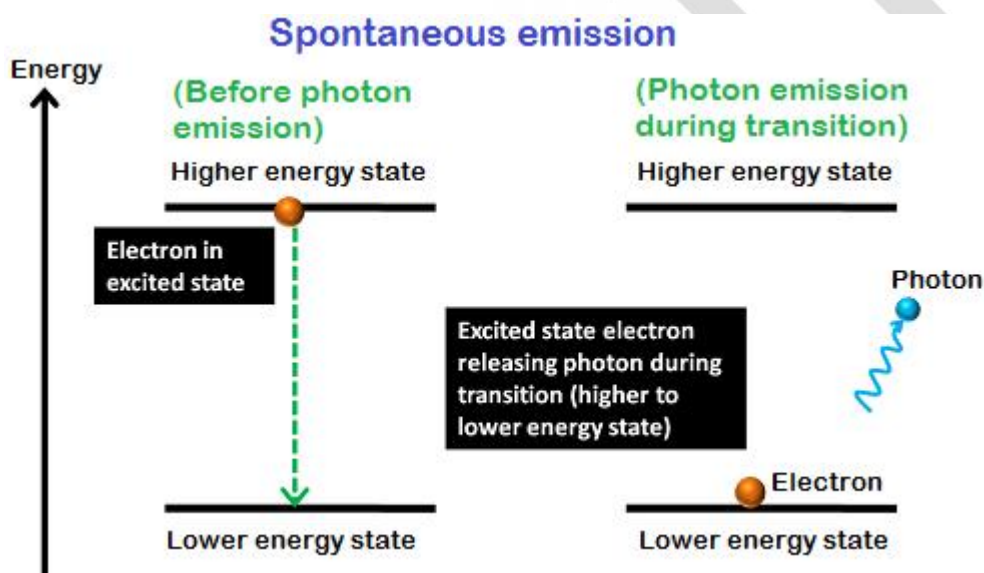 Spontaneous emission
Energy
(Before photon
emission)
(Photon emission
during transition)
Higher energy state
Higher energy state
Electron in
excited state
Photon
Excited state electron
releasing photon during
transition (higher to
lower energy state)
Electron
Lower energy state
Lower energy state